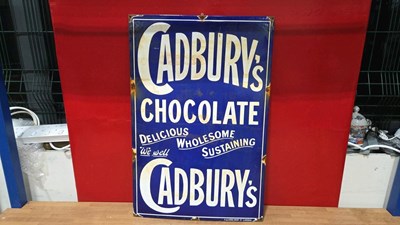 CADBURY'S
CHOCOLATE
DELICIOUS WHOLESOME SUSTAINING
We sell
CADBURY'S